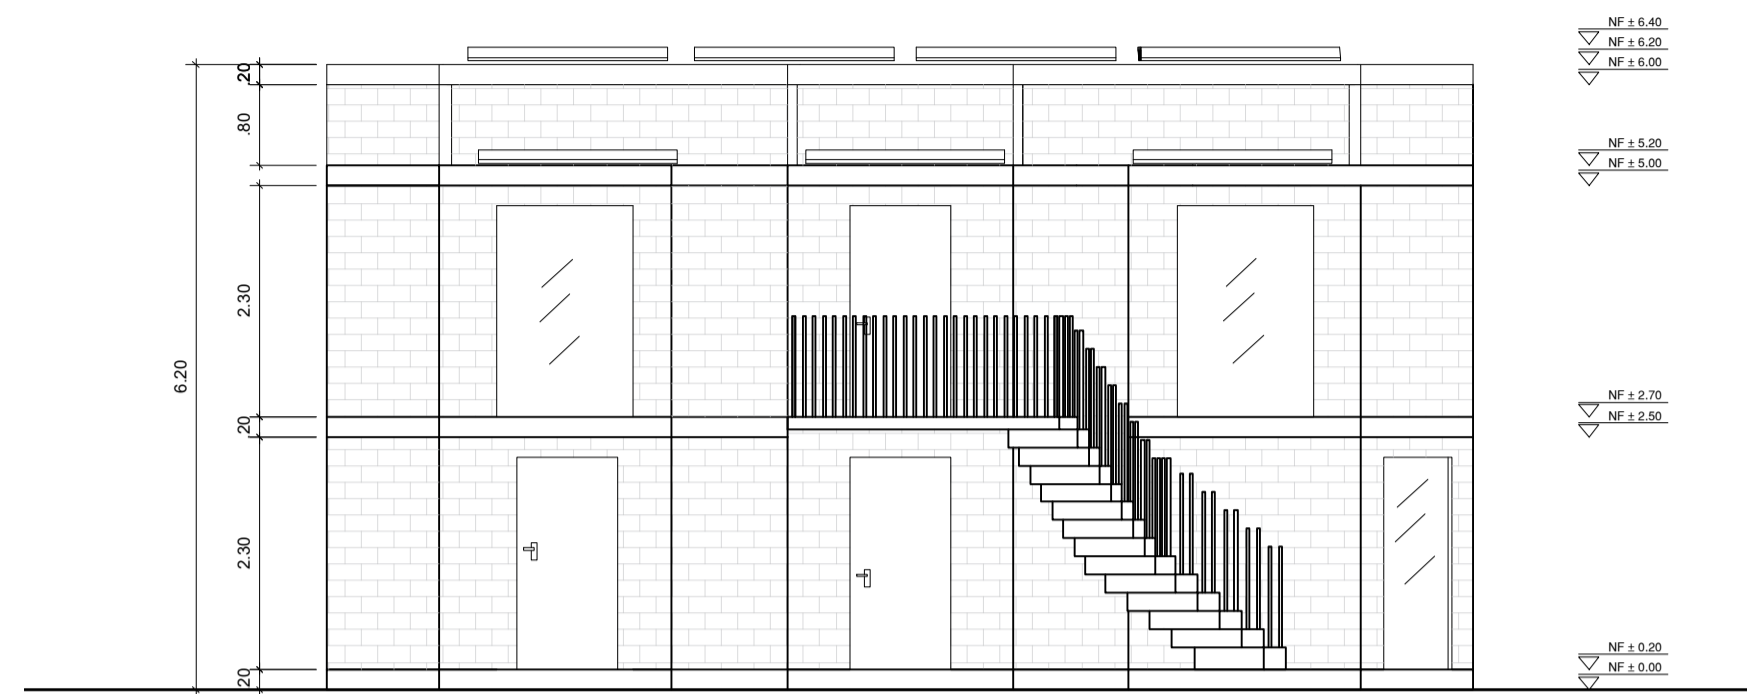 NF ± 6.40
NF ± 6.20
NF ± 6.00
20
.80
NF ± 5.20
NF ± 5.00
2.30
6.20
NF ± 2.70
20
NF ± 2.50
2.30
NF ± 0.20
20
NF ± 0.00